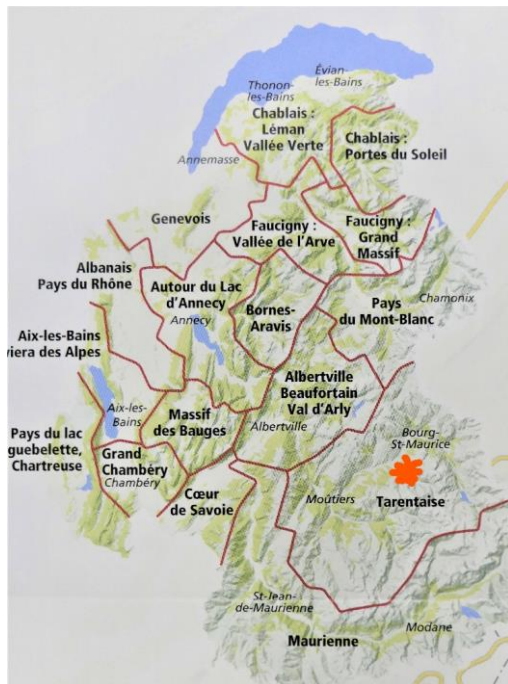 Évian-
les-Bains
Thonon-
les-Bains
Chablais :
Léman
Vallée Verte
Chablais :
Portes du Soleil
Annemasse
Genevois
Faucigny :
Vallée de l'Arve
Faucigny :
Grand
Massif
Albanais
Pays du Rhône
Autour du Lac
d'Annecy
Annecy
Bornes-
Aravis
Pays
du Mont-Blanc
Chamonix
Aix-les-Bains
viera des Alpes
Albertville
Beaufortain
Val d'Arly
Aix-les-
Bains
Massif
des Bauges
Albertville
Bourg-
St-Maurice
Pays du lac
guebelette,
Chartreuse
Grand
Chambéry
Chambéry
Cœur
de Savoie
Moûtiers
Tarentaise
St-Jean-
de-Maurienne
Maurienne
Modane